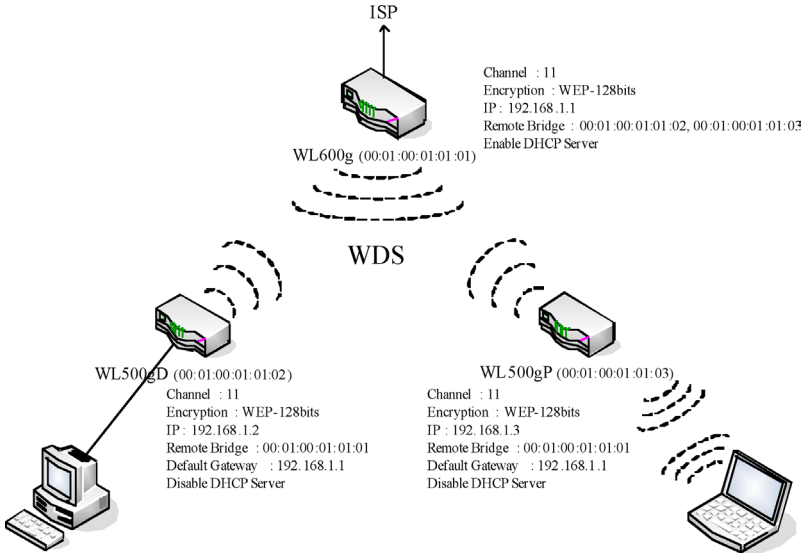 ISP
Channel : 11
Encryption : WEP-128bits
IP : 192.168.1.1
Remote Bridge : 00:01:00:01:01:02, 00:01:00:01:01:03
Enable DHCP Server
WL600g (00:01:00:01:01:01)
WDS
WL500gD (00:01:00:01:01:02)
Channel : 11
Encryption : WEP-128bits
IP : 192.168.1.2
Remote Bridge : 00:01:00:01:01:01
Default Gateway : 192.168.1.1
Disable DHCP Server
WL500gP (00:01:00:01:01:03)
Channel : 11
Encryption : WEP-128bits
IP : 192.168.1.3
Remote Bridge : 00:01:00:01:01:01
Default Gateway : 192.168.1.1
Disable DHCP Server